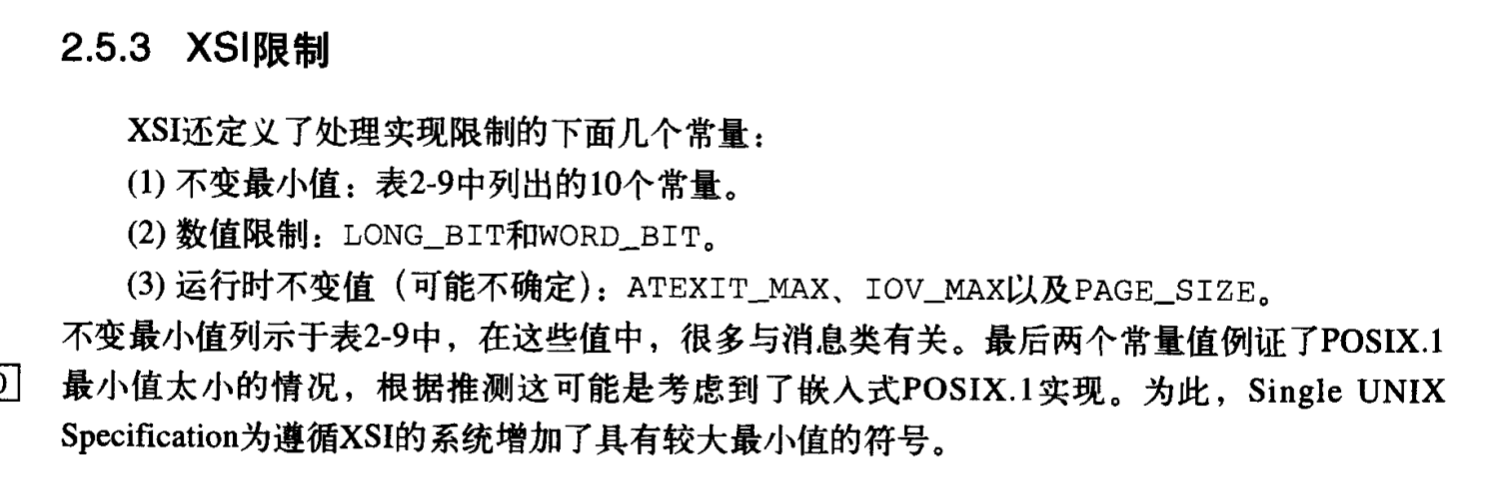 2.5.3 XSI限制
XSI还定义了处理实现限制的下面几个常量：
(1) 不变最小值：表2-9中列出的10个常量。
(2) 数值限制：LONG_BIT和WORD_BIT。
(3) 运行时不变值（可能不确定）：ATEXIT_MAX、IOV_MAX以及PAGE_SIZE。
不变最小值列示于表2-9中，在这些值中，很多与消息类有关。最后两个常量值例证了POSIX.1
最小值太小的情况，根据推测这可能是考虑到了嵌入式POSIX.1实现。为此，Single UNIX
Specification为遵循XSI的系统增加了具有较大最小值的符号。